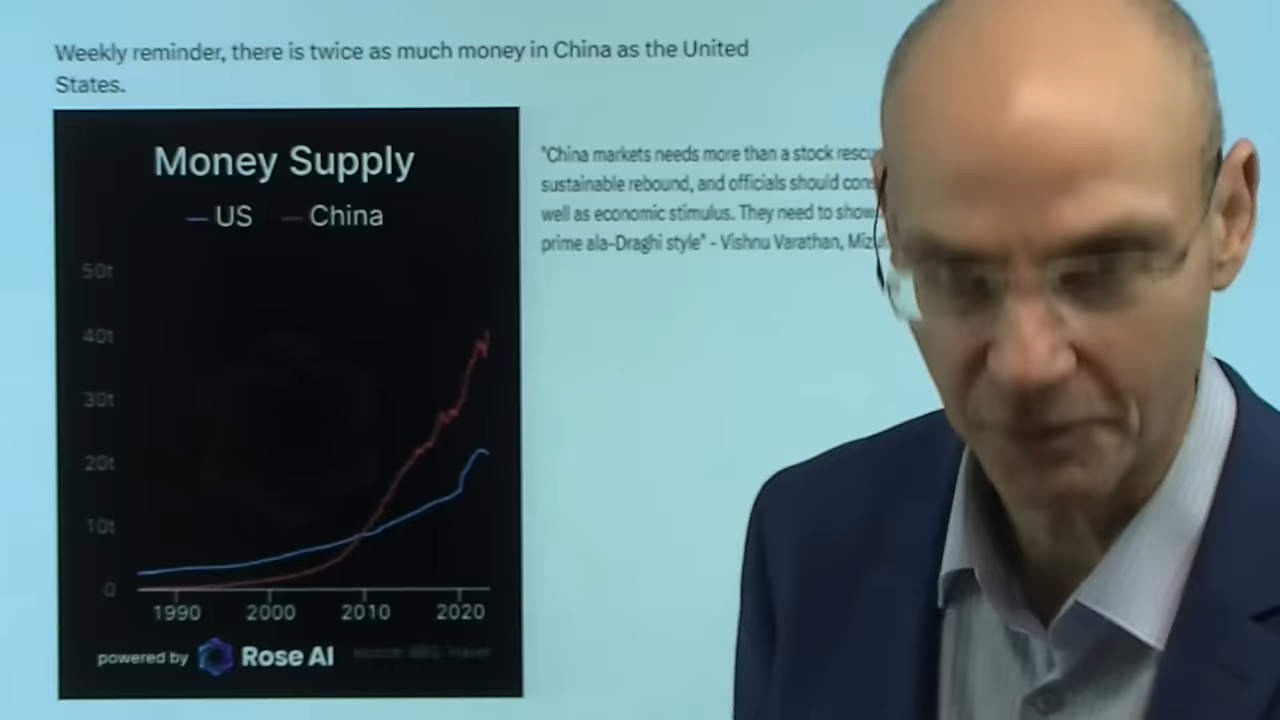 Weekly reminder, there is twice as much money in China as the United
States.
Money Supply
US China
"China markets needs more than a stock
sustainable rebound, and officials should
well as economic stimulus. They need to show
prime ala-Draghi style" - Vishnu Varathan,
50t
40t
30t
20t
10t
0
1990 2000 2010 2020
powered by Rose AI